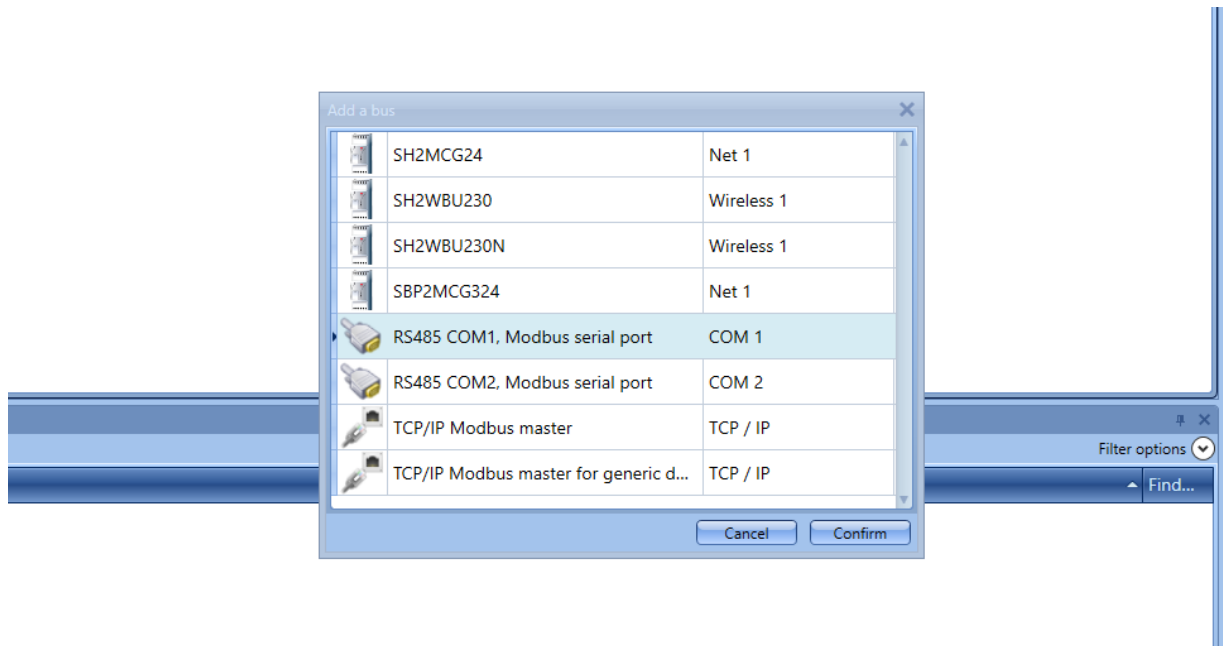 Add a bus
SH2MCG24 Net 1
SH2WBU230 Wireless 1
SH2WBU230N Wireless 1
SBP2MCG324 Net 1
RS485 COM1, Modbus serial port COM 1
RS485 COM2, Modbus serial port COM 2
TCP/IP Modbus master TCP / IP
TCP/IP Modbus master for generic d... TCP / IP
Cancel Confirm
Filter options
Find...